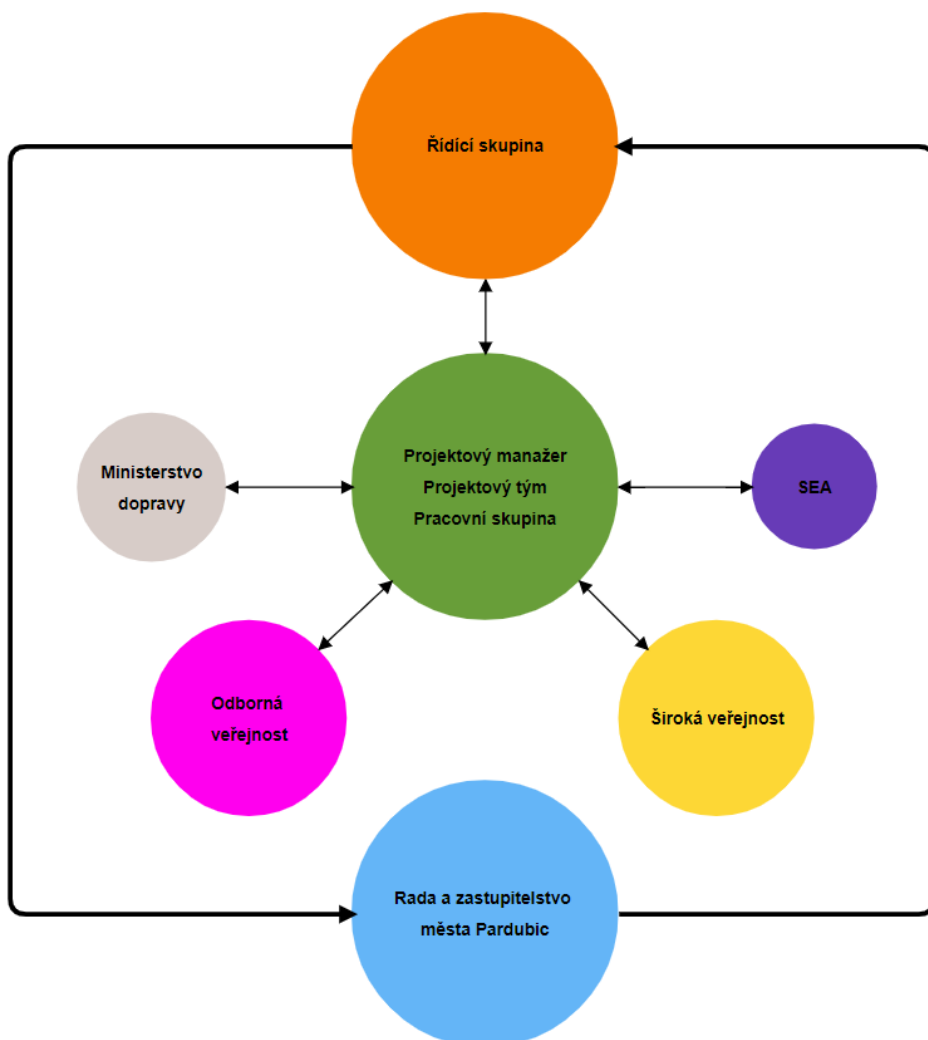 Řídící skupina
Projektový manažer
Projektový tým
Pracovní skupina
Ministerstvo
dopravy
SEA
Odborná
veřejnost
Široká veřejnost
Rada a zastupitelstvo
města Pardubic